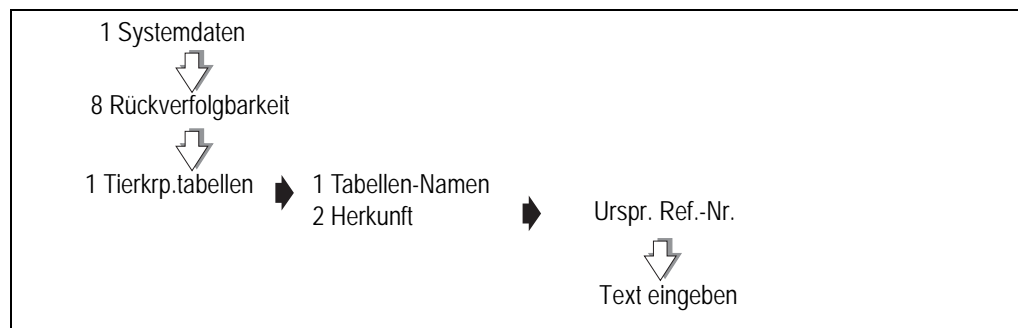 1 Systemdaten
8 Rückverfolgbarkeit
1 Tierkrp.tabellen
1 Tabellen-Namen
2 Herkunft
Urspr. Ref.-Nr.
Text eingeben